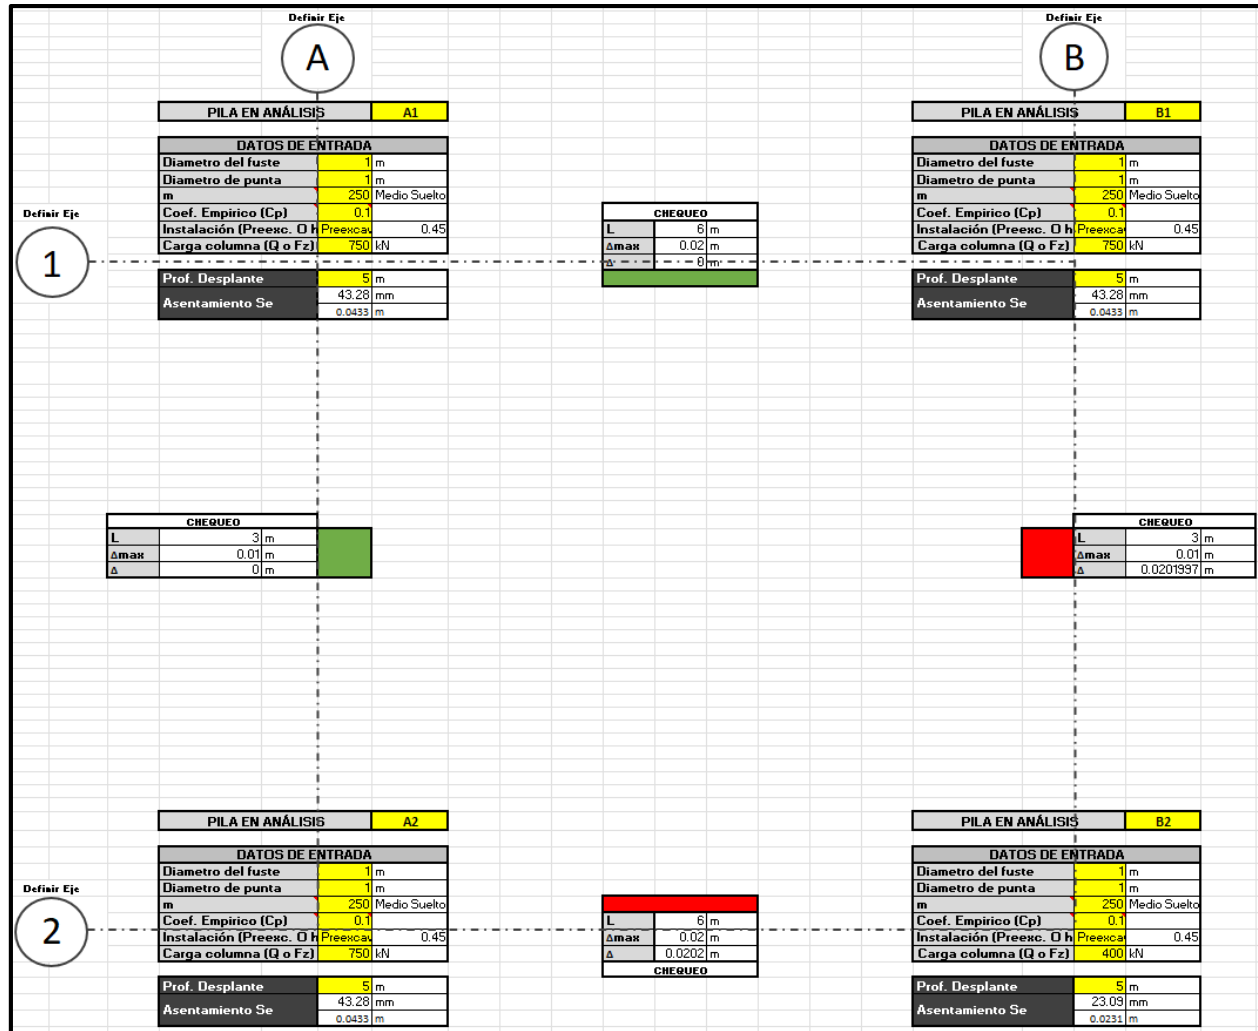 Definir Eje
Definir Eje
A
B
PILA EN ANÁLISIS A1
PILA EN ANÁLISIS B1
DATOS DE ENTRADA
Diametro del fuste 1 m
Diametro de punta 1 m
m 250 Medio Suelto
Coef. Empirico (Cp) 0.1
Instalación (Preexc. O h Preexcav 0.45
Carga columna (Q o Fz) 750 kN
Prof. Desplante 5 m
Asentamiento Se 43.28 mm
0.0433 m
Definir Eje
1
CHEQUEO
L 6 m
Δmax 0.02 m
Δ 0 m
DATOS DE ENTRADA
Diametro del fuste 1 m
Diametro de punta 1 m
m 250 Medio Suelto
Coef. Empirico (Cp) 0.1
Instalación (Preexc. O h Preexcav 0.45
Carga columna (Q o Fz) 750 kN
Prof. Desplante 5 m
Asentamiento Se 43.28 mm
0.0433 m
CHEQUEO
L 3 m
Δmax 0.01 m
Δ 0 m
CHEQUEO
L 3 m
Δmax 0.01 m
Δ 0.0201997 m
PILA EN ANÁLISIS A2
PILA EN ANÁLISIS B2
DATOS DE ENTRADA
Diametro del fuste 1 m
Diametro de punta 1 m
m 250 Medio Suelto
Coef. Empirico (Cp) 0.1
Instalación (Preexc. O h Preexcav 0.45
Carga columna (Q o Fz) 750 kN
Prof. Desplante 5 m
Asentamiento Se 43.28 mm
0.0433 m
Definir Eje
2
L 6 m
Δmax 0.02 m
Δ 0.0202 m
CHEQUEO
DATOS DE ENTRADA
Diametro del fuste 1 m
Diametro de punta 1 m
m 250 Medio Suelto
Coef. Empirico (Cp) 0.1
Instalación (Preexc. O h Preexcav 0.45
Carga columna (Q o Fz) 400 kN
Prof. Desplante 5 m
Asentamiento Se 23.09 mm
0.0231 m